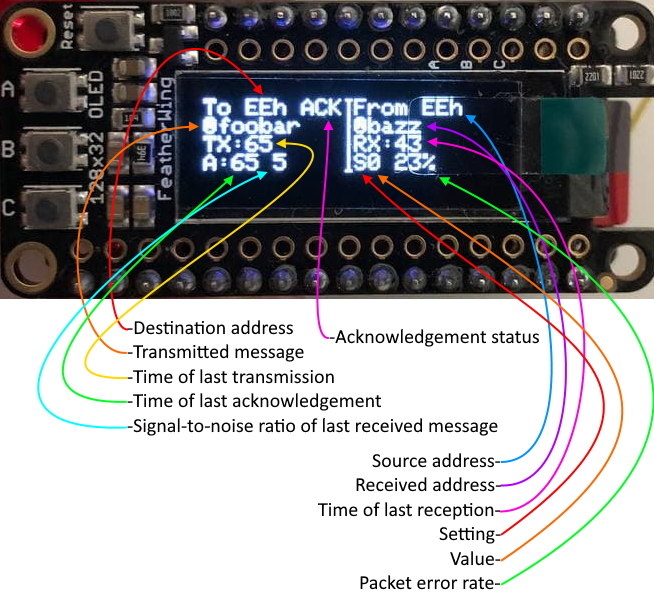 Reset
A
B
C
128x32 OLED
FeatherWing
A B C
To EEh ACK From EEh
foobar bazz
TX:65 RX:43
A:65 5 S0 23%
-Destination address
-Transmitted message
-Time of last transmission
-Time of last acknowledgement
-Signal-to-noise ratio of last received message
-Acknowledgement status
Source address-
Received address-
Time of last reception-
Setting-
Value-
Packet error rate-